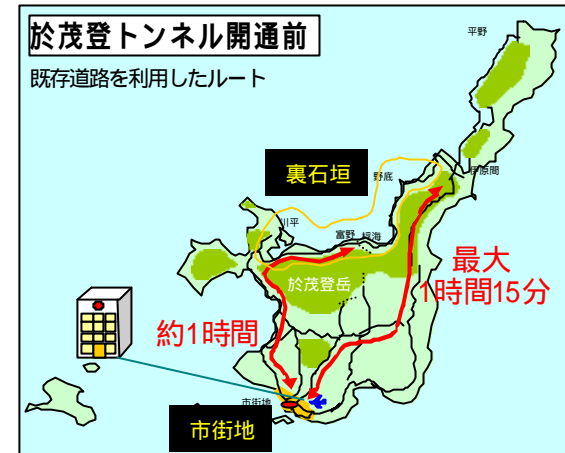 於茂登トンネル開通前
既存道路を利用したルート
平野
裏石垣
野底
伊原間
川平
富野
桴海
於茂登岳
最大
1時間15分
約1時間
市街地
市街地